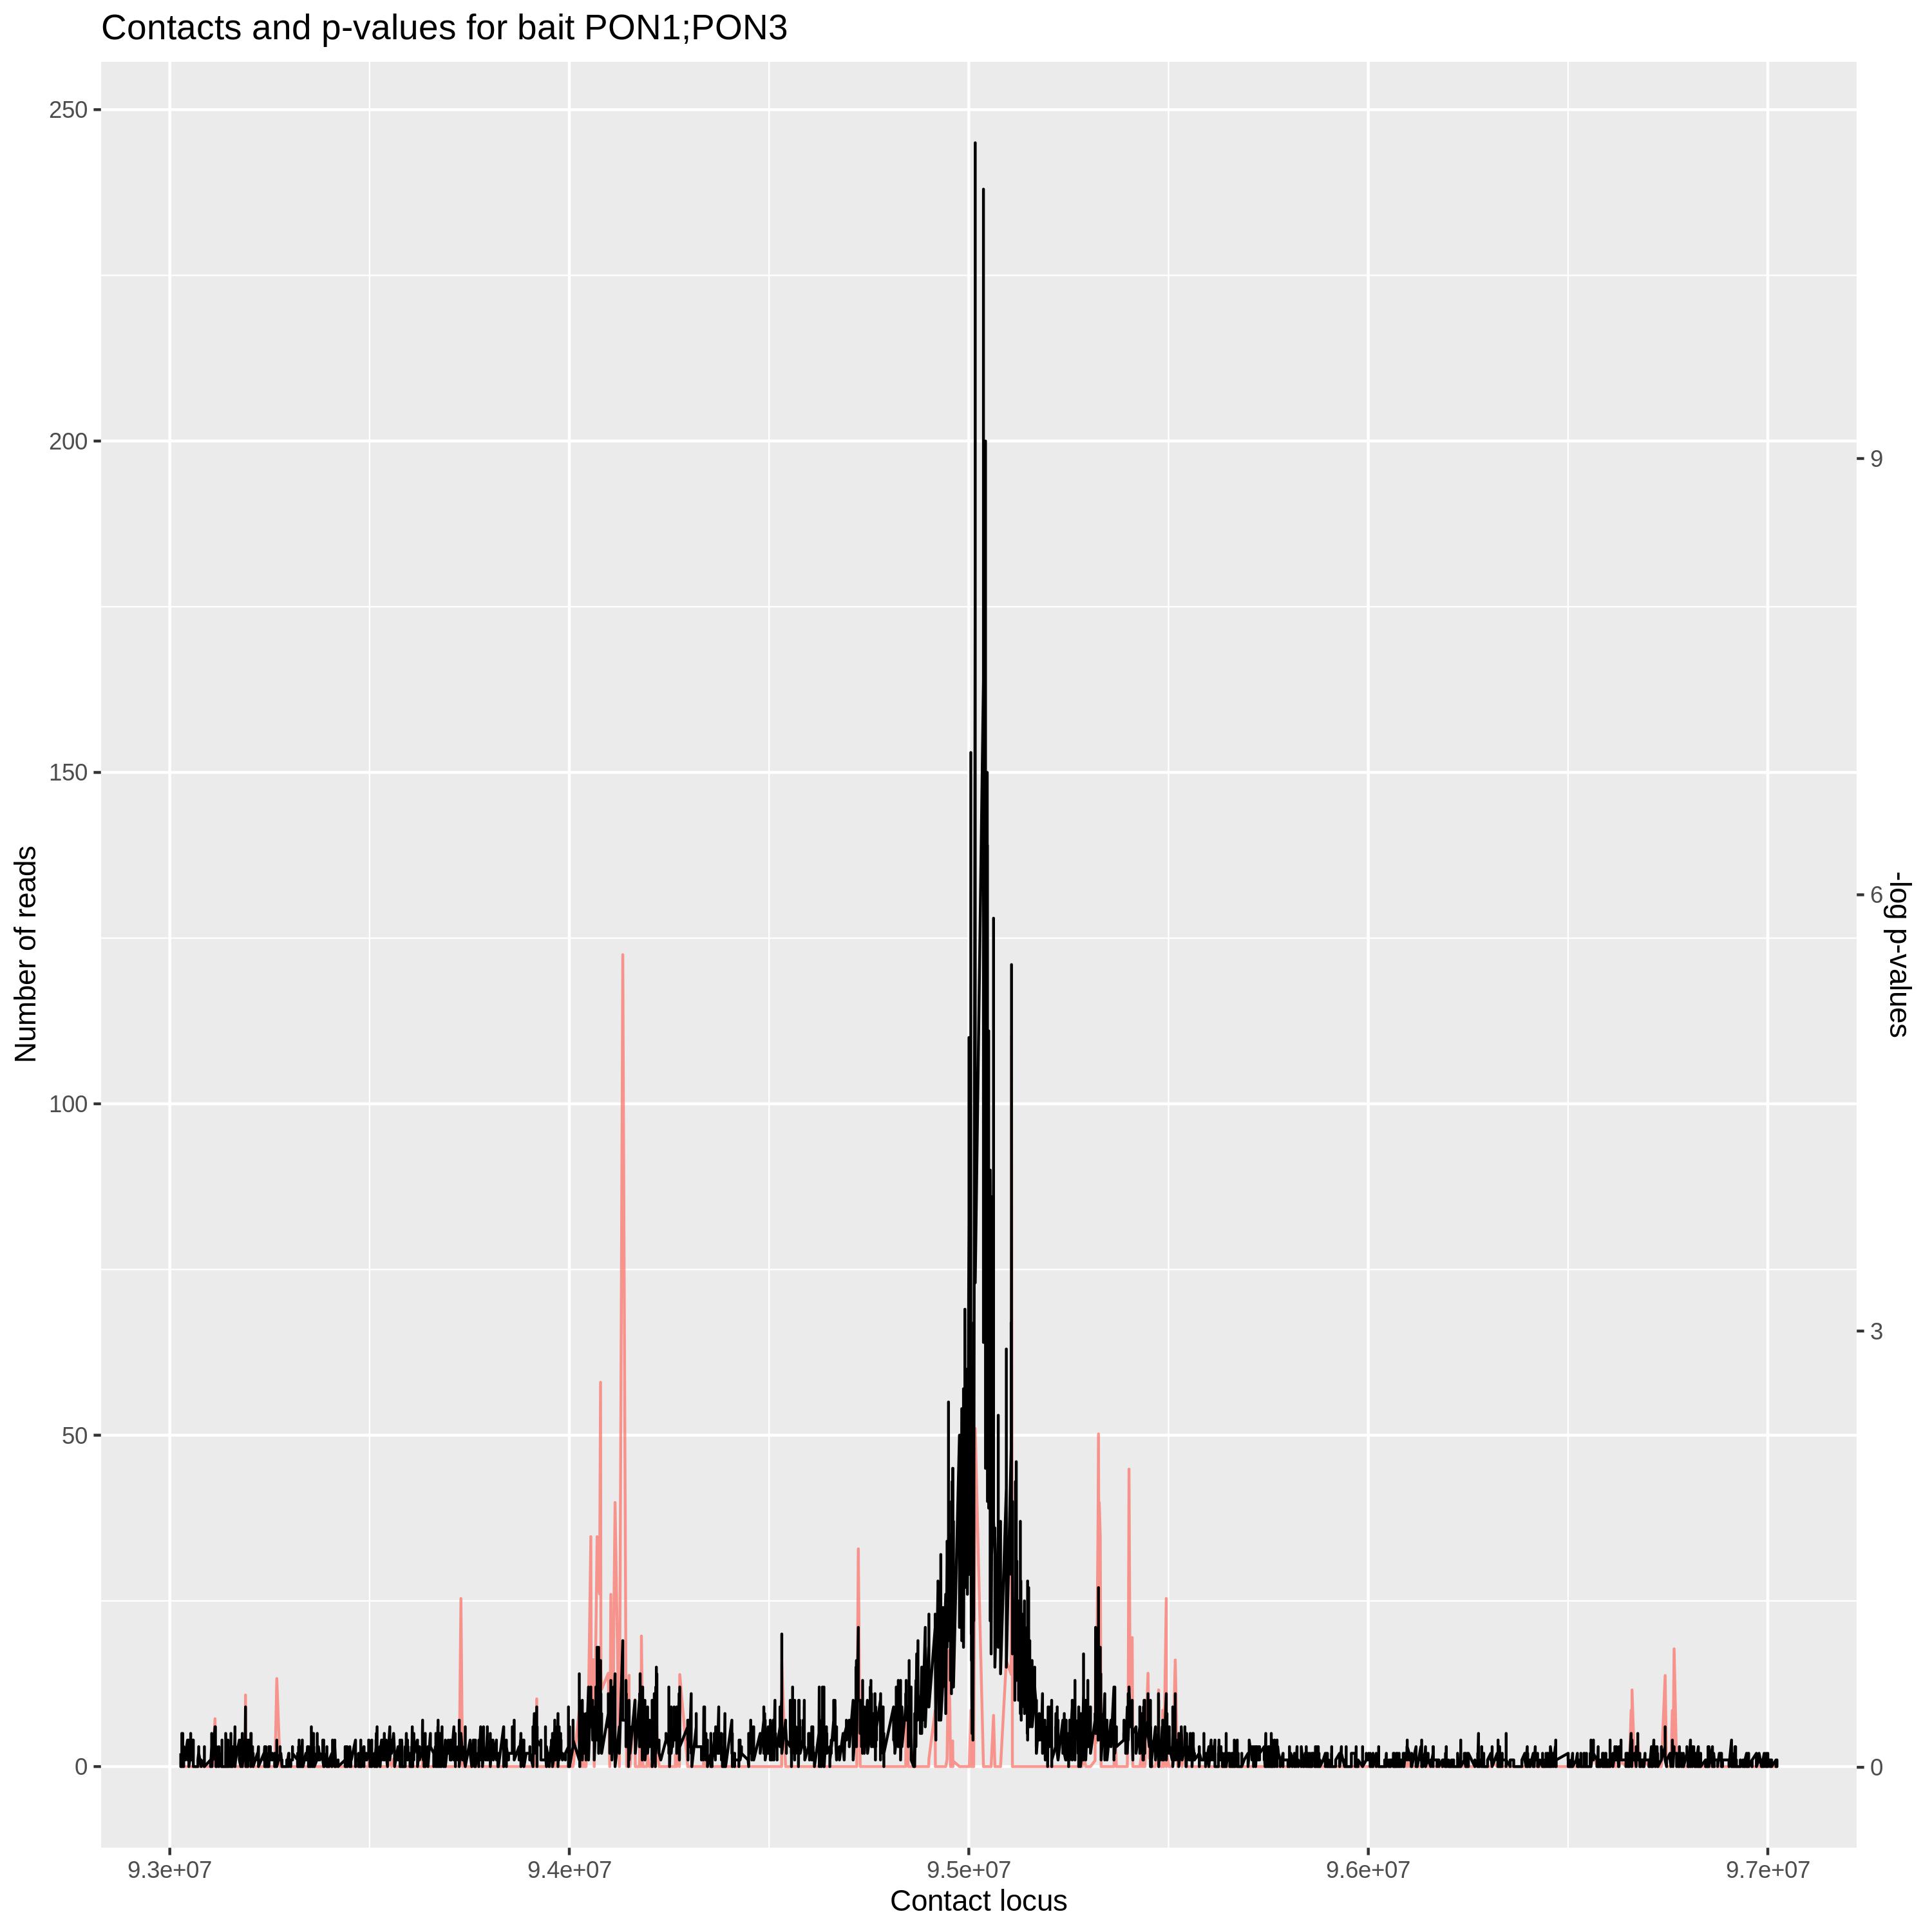 Contacts and p-values for bait PON1;PON3
250
200
150
100
50
0
Number of reads
9
6
3
0
-log p-values
9.3e+07
9.4e+07
9.5e+07
9.6e+07
9.7e+07
Contact locus